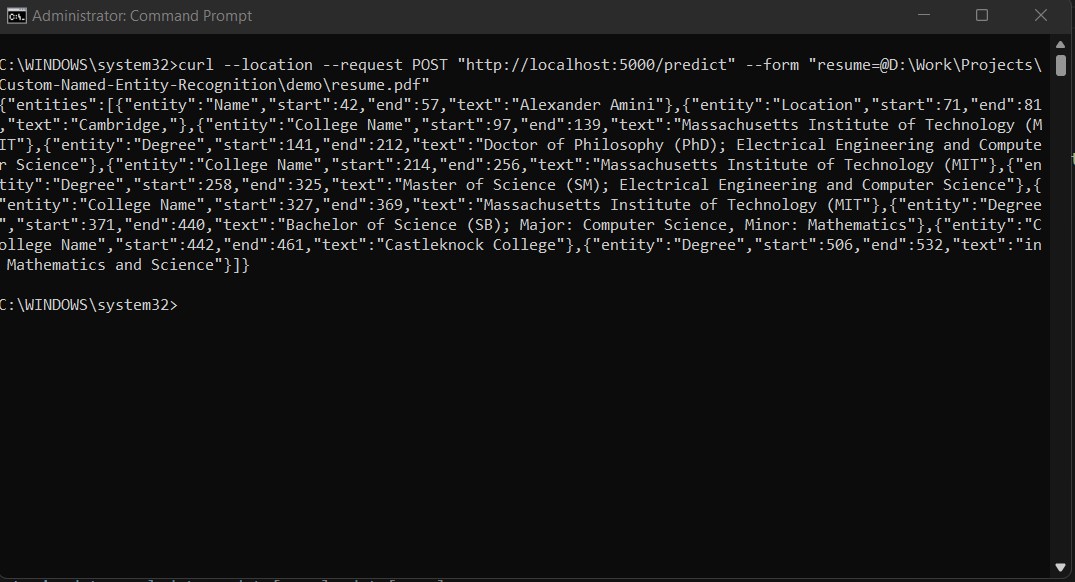 Administrator: Command Prompt
C:\WINDOWS\system32>curl --location --request POST "http://localhost:5000/predict" --form "resume=@D:\Work\Projects\
Custom-Named-Entity-Recognition\demo\resume.pdf"
{"entities":[{"entity":"Name","start":42,"end":57,"text":"Alexander Amini"},{"entity":"Location","start":71,"end":81
,"text":"Cambridge,"},{"entity":"College Name","start":97,"end":139,"text":"Massachusetts Institute of Technology (M
IT"},{"entity":"Degree","start":141,"end":212,"text":"Doctor of Philosophy (PhD); Electrical Engineering and Compute
r Science"},{"entity":"College Name","start":214,"end":256,"text":"Massachusetts Institute of Technology (MIT"},{"en
tity":"Degree","start":258,"end":325,"text":"Master of Science (SM); Electrical Engineering and Computer Science"},{
"entity":"College Name","start":327,"end":369,"text":"Massachusetts Institute of Technology (MIT"},{"entity":"Degree
","start":371,"end":440,"text":"Bachelor of Science (SB); Major: Computer Science, Minor: Mathematics"},{"entity":"C
ollege Name","start":442,"end":461,"text":"Castleknock College"},{"entity":"Degree","start":506,"end":532,"text":"in
 Mathematics and Science"}]}
C:\WINDOWS\system32>